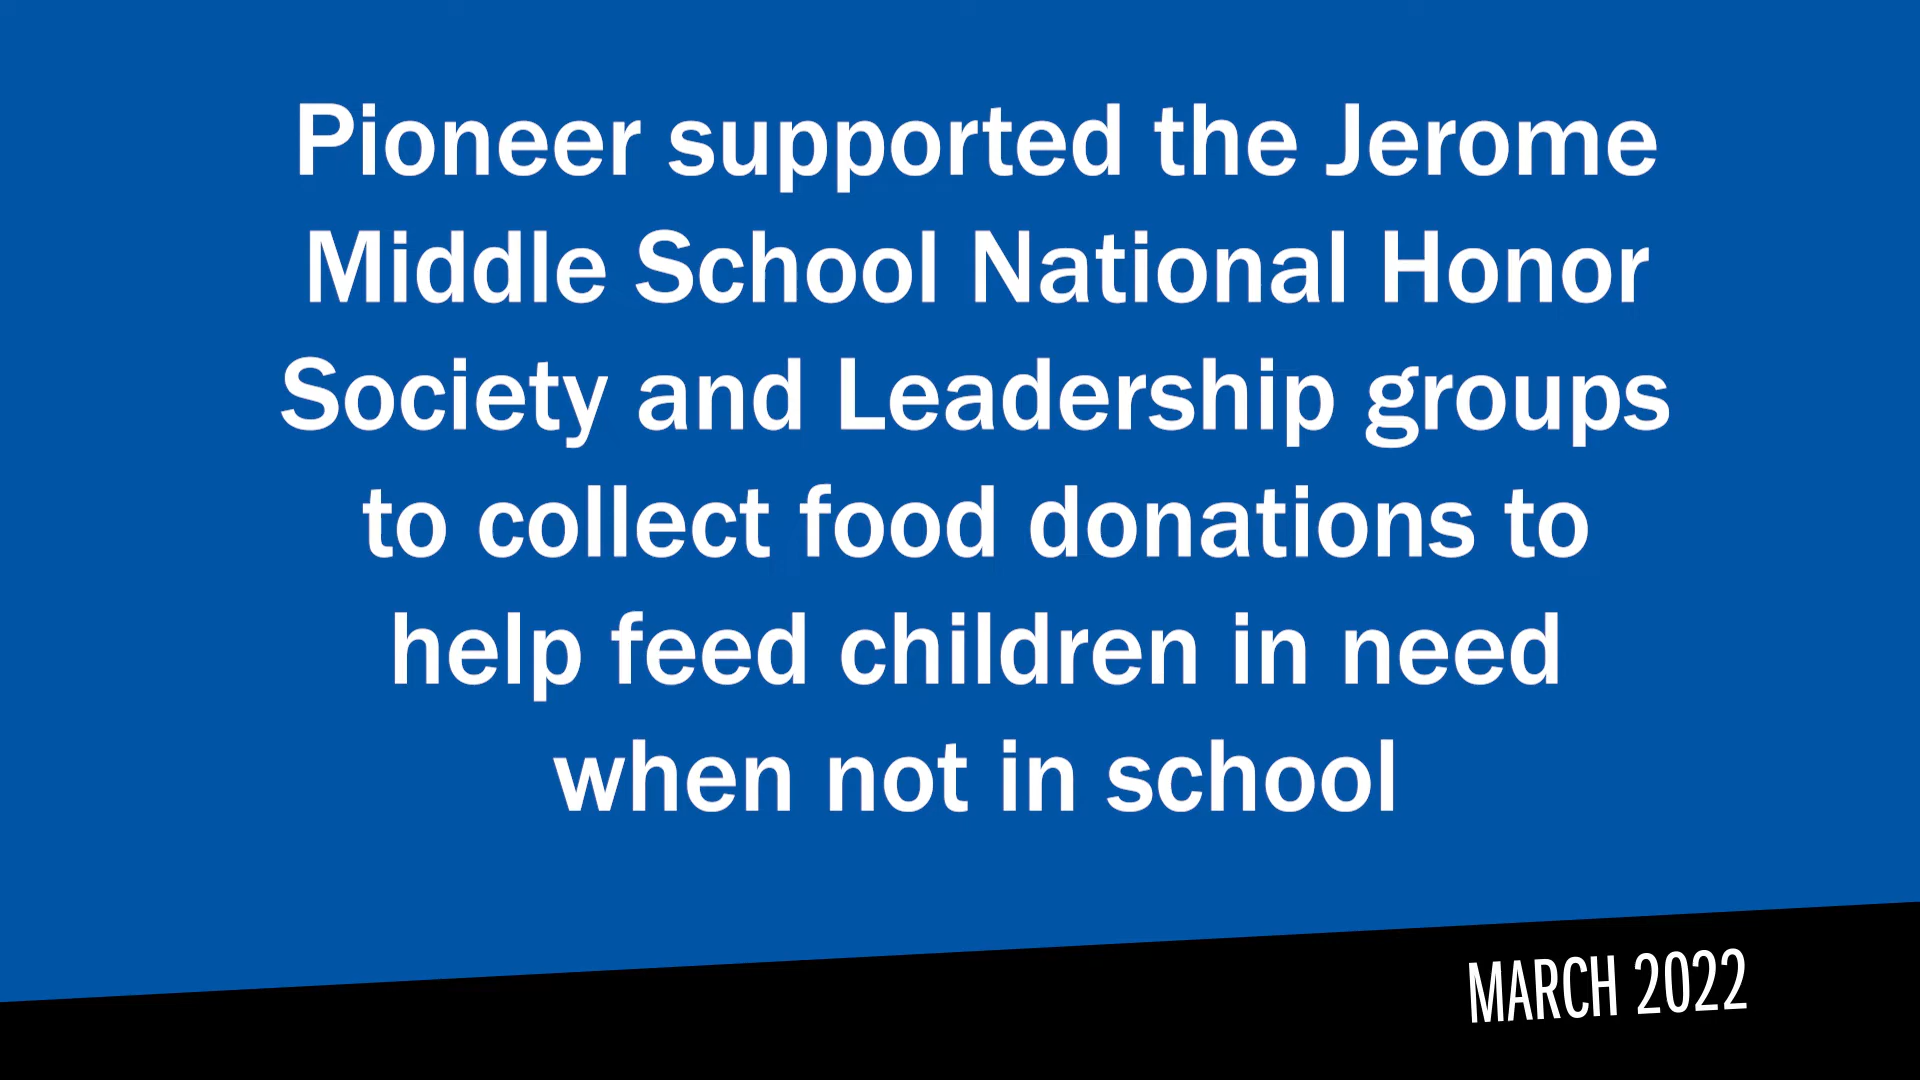 Pioneer supported the Jerome
Middle School National Honor
Society and Leadership groups
to collect food donations to
help feed children in need
when not in school
MARCH 2022